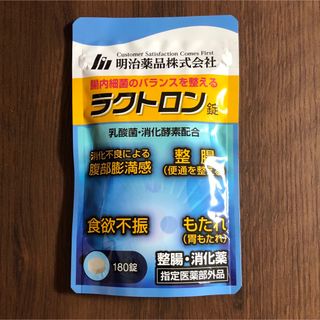 Customer Satisfaction Comes First
明治薬品株式会社
腸内細菌のバランスを整える
ラクトロン錠
乳酸菌・消化酵素配合
消化不良による
腹部膨満感
整腸
(便通を整える)
食欲不振
もたれ
(胃もたれ)
180錠
整腸・消化薬
指定医薬部外品